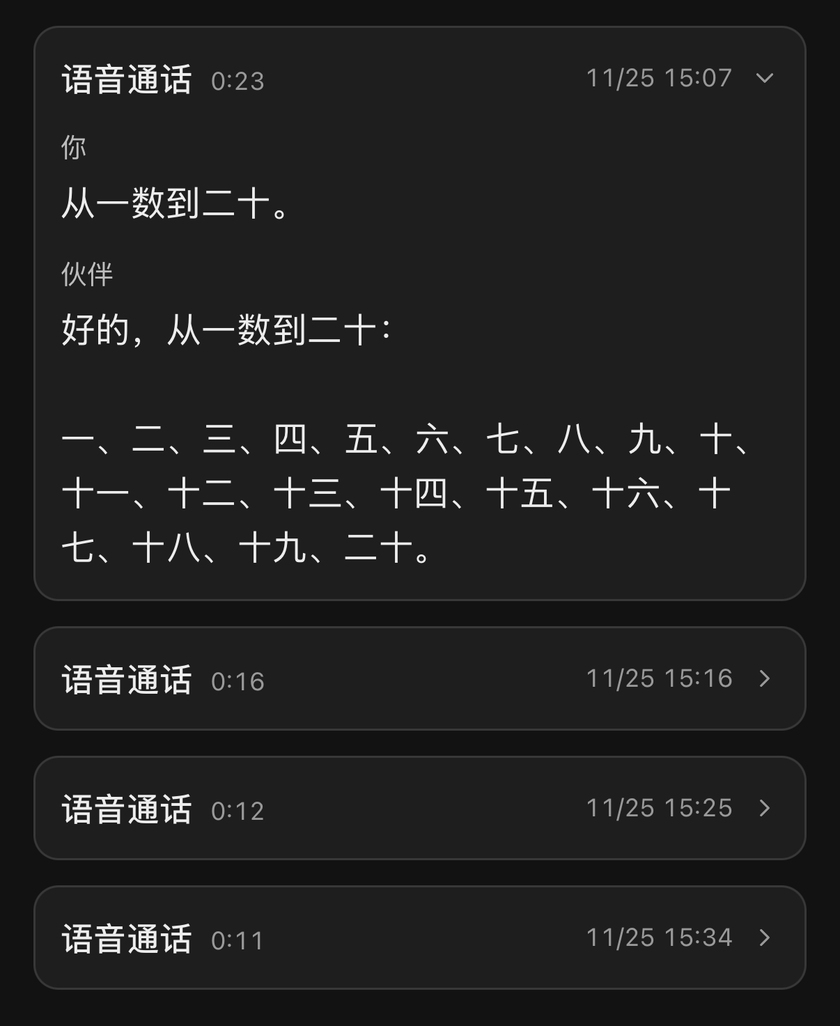 语音通话 0:23 11/25 15:07
你
从一数到二十。
伙伴
好的，从一数到二十：
一、二、三、四、五、六、七、八、九、十、
十一、十二、十三、十四、十五、十六、十
七、十八、十九、二十。
语音通话 0:16 11/25 15:16
语音通话 0:12 11/25 15:25
语音通话 0:11 11/25 15:34